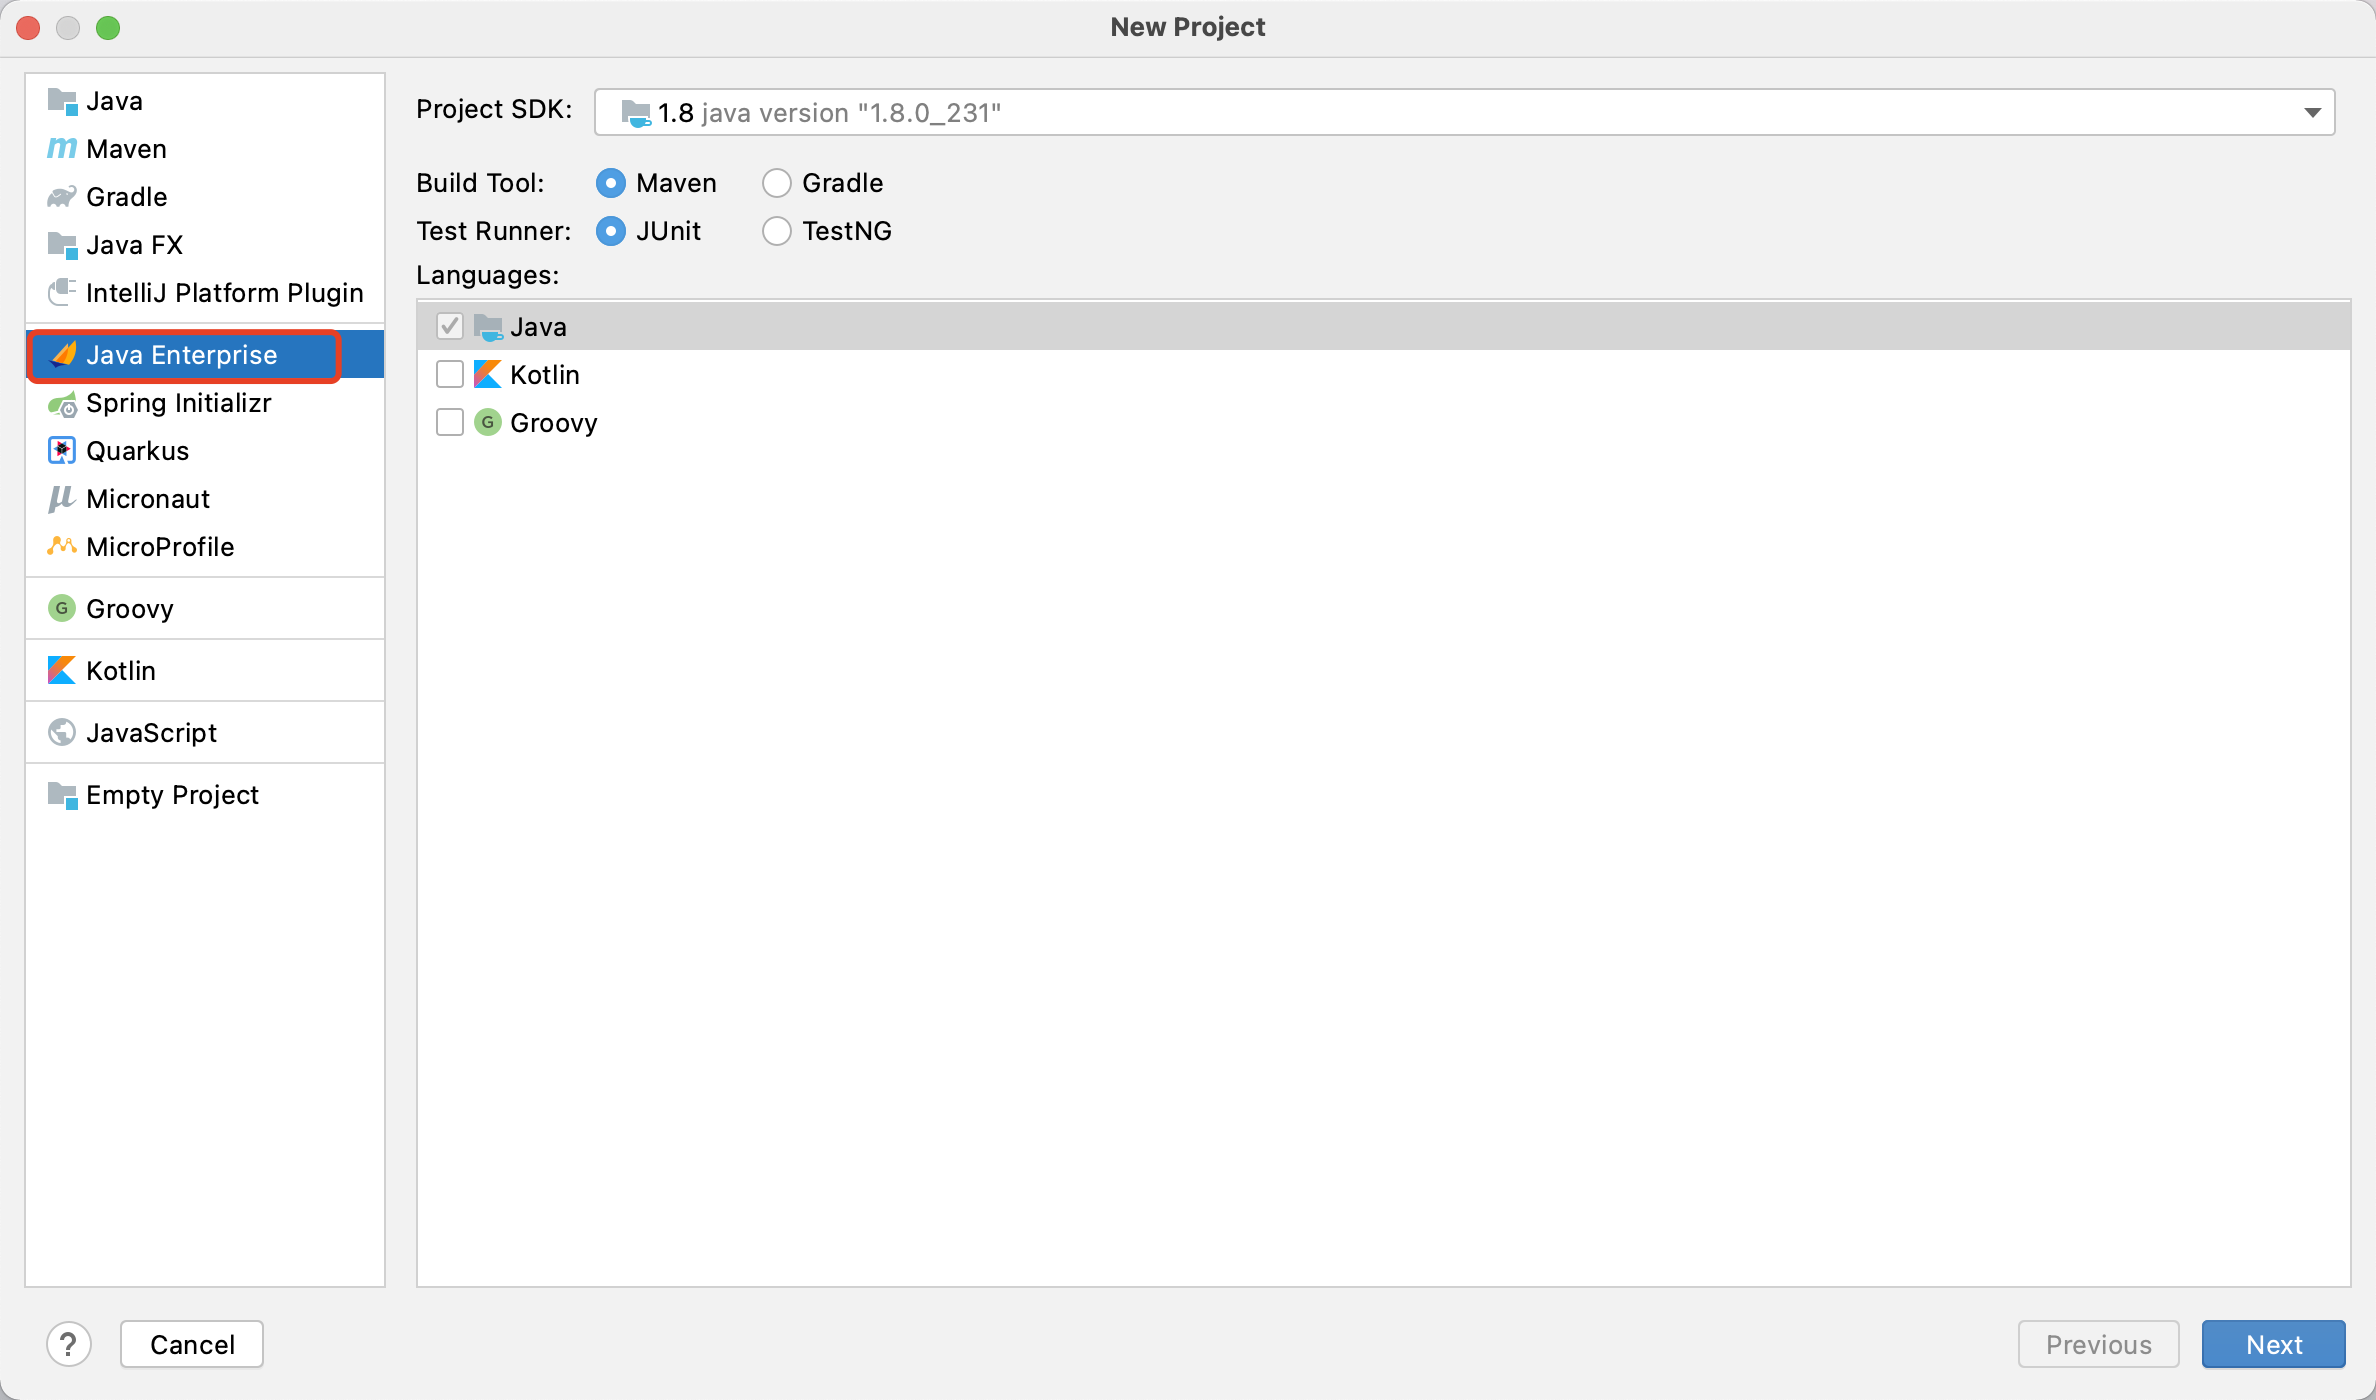 New Project
Java
Maven
Gradle
Java FX
IntelliJ Platform Plugin
Java Enterprise
Spring Initializr
Quarkus
Micronaut
MicroProfile
G Groovy
Kotlin
JavaScript
Empty Project
Project SDK: 1.8 java version "1.8.0_231"
Build Tool: Maven Gradle
Test Runner: JUnit TestNG
Languages:
Java
Kotlin
G Groovy
? Cancel Previous Next